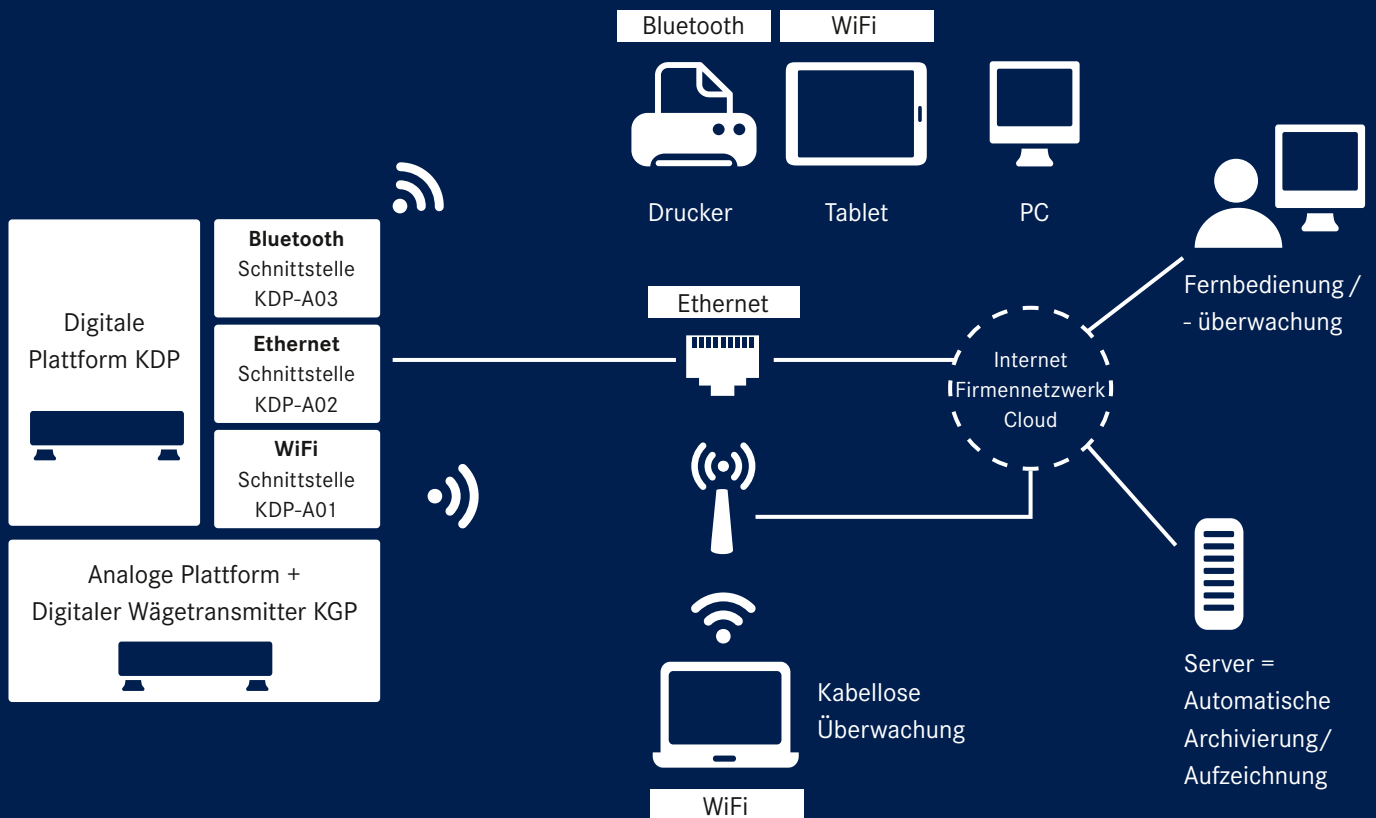 Bluetooth
WiFi
Drucker
Tablet
PC
Digitale
Plattform KDP
Bluetooth
Schnittstelle
KDP-A03
Ethernet
Schnittstelle
KDP-A02
WiFi
Schnittstelle
KDP-A01
Analoge Plattform +
Digitaler Wägetransmitter KGP
Ethernet
Internet
Firmennetzwerk
Cloud
Fernbedienung /
- überwachung
Kabellose
Überwachung
WiFi
Server =
Automatische
Archivierung/
Aufzeichnung